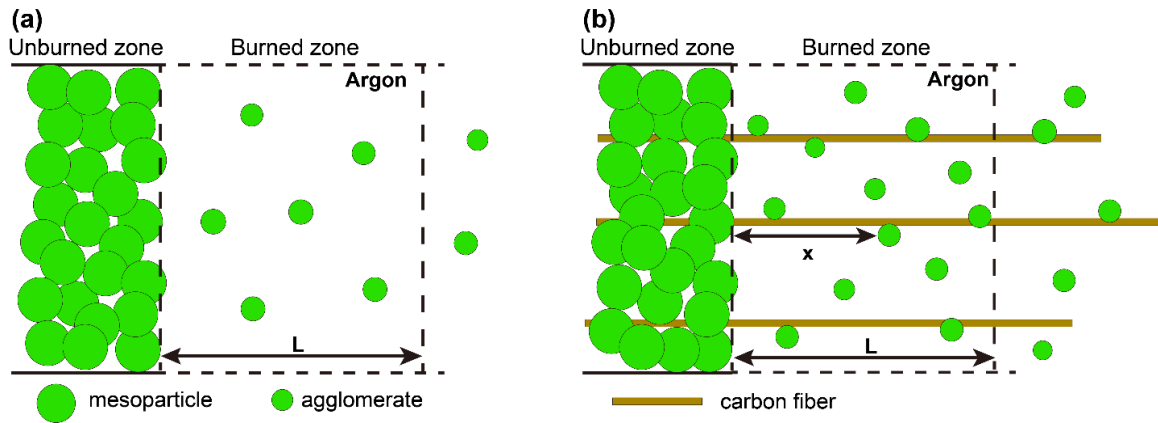 (a)
Unburned zone Burned zone
Argon
L
mesoparticle agglomerate
(b)
Unburned zone Burned zone
Argon
x
L
carbon fiber